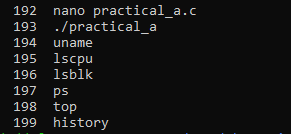 192 nano practical_a.c
193 ./practical_a
194 uname
195 lscpu
196 lsblk
197 ps
198 top
199 history